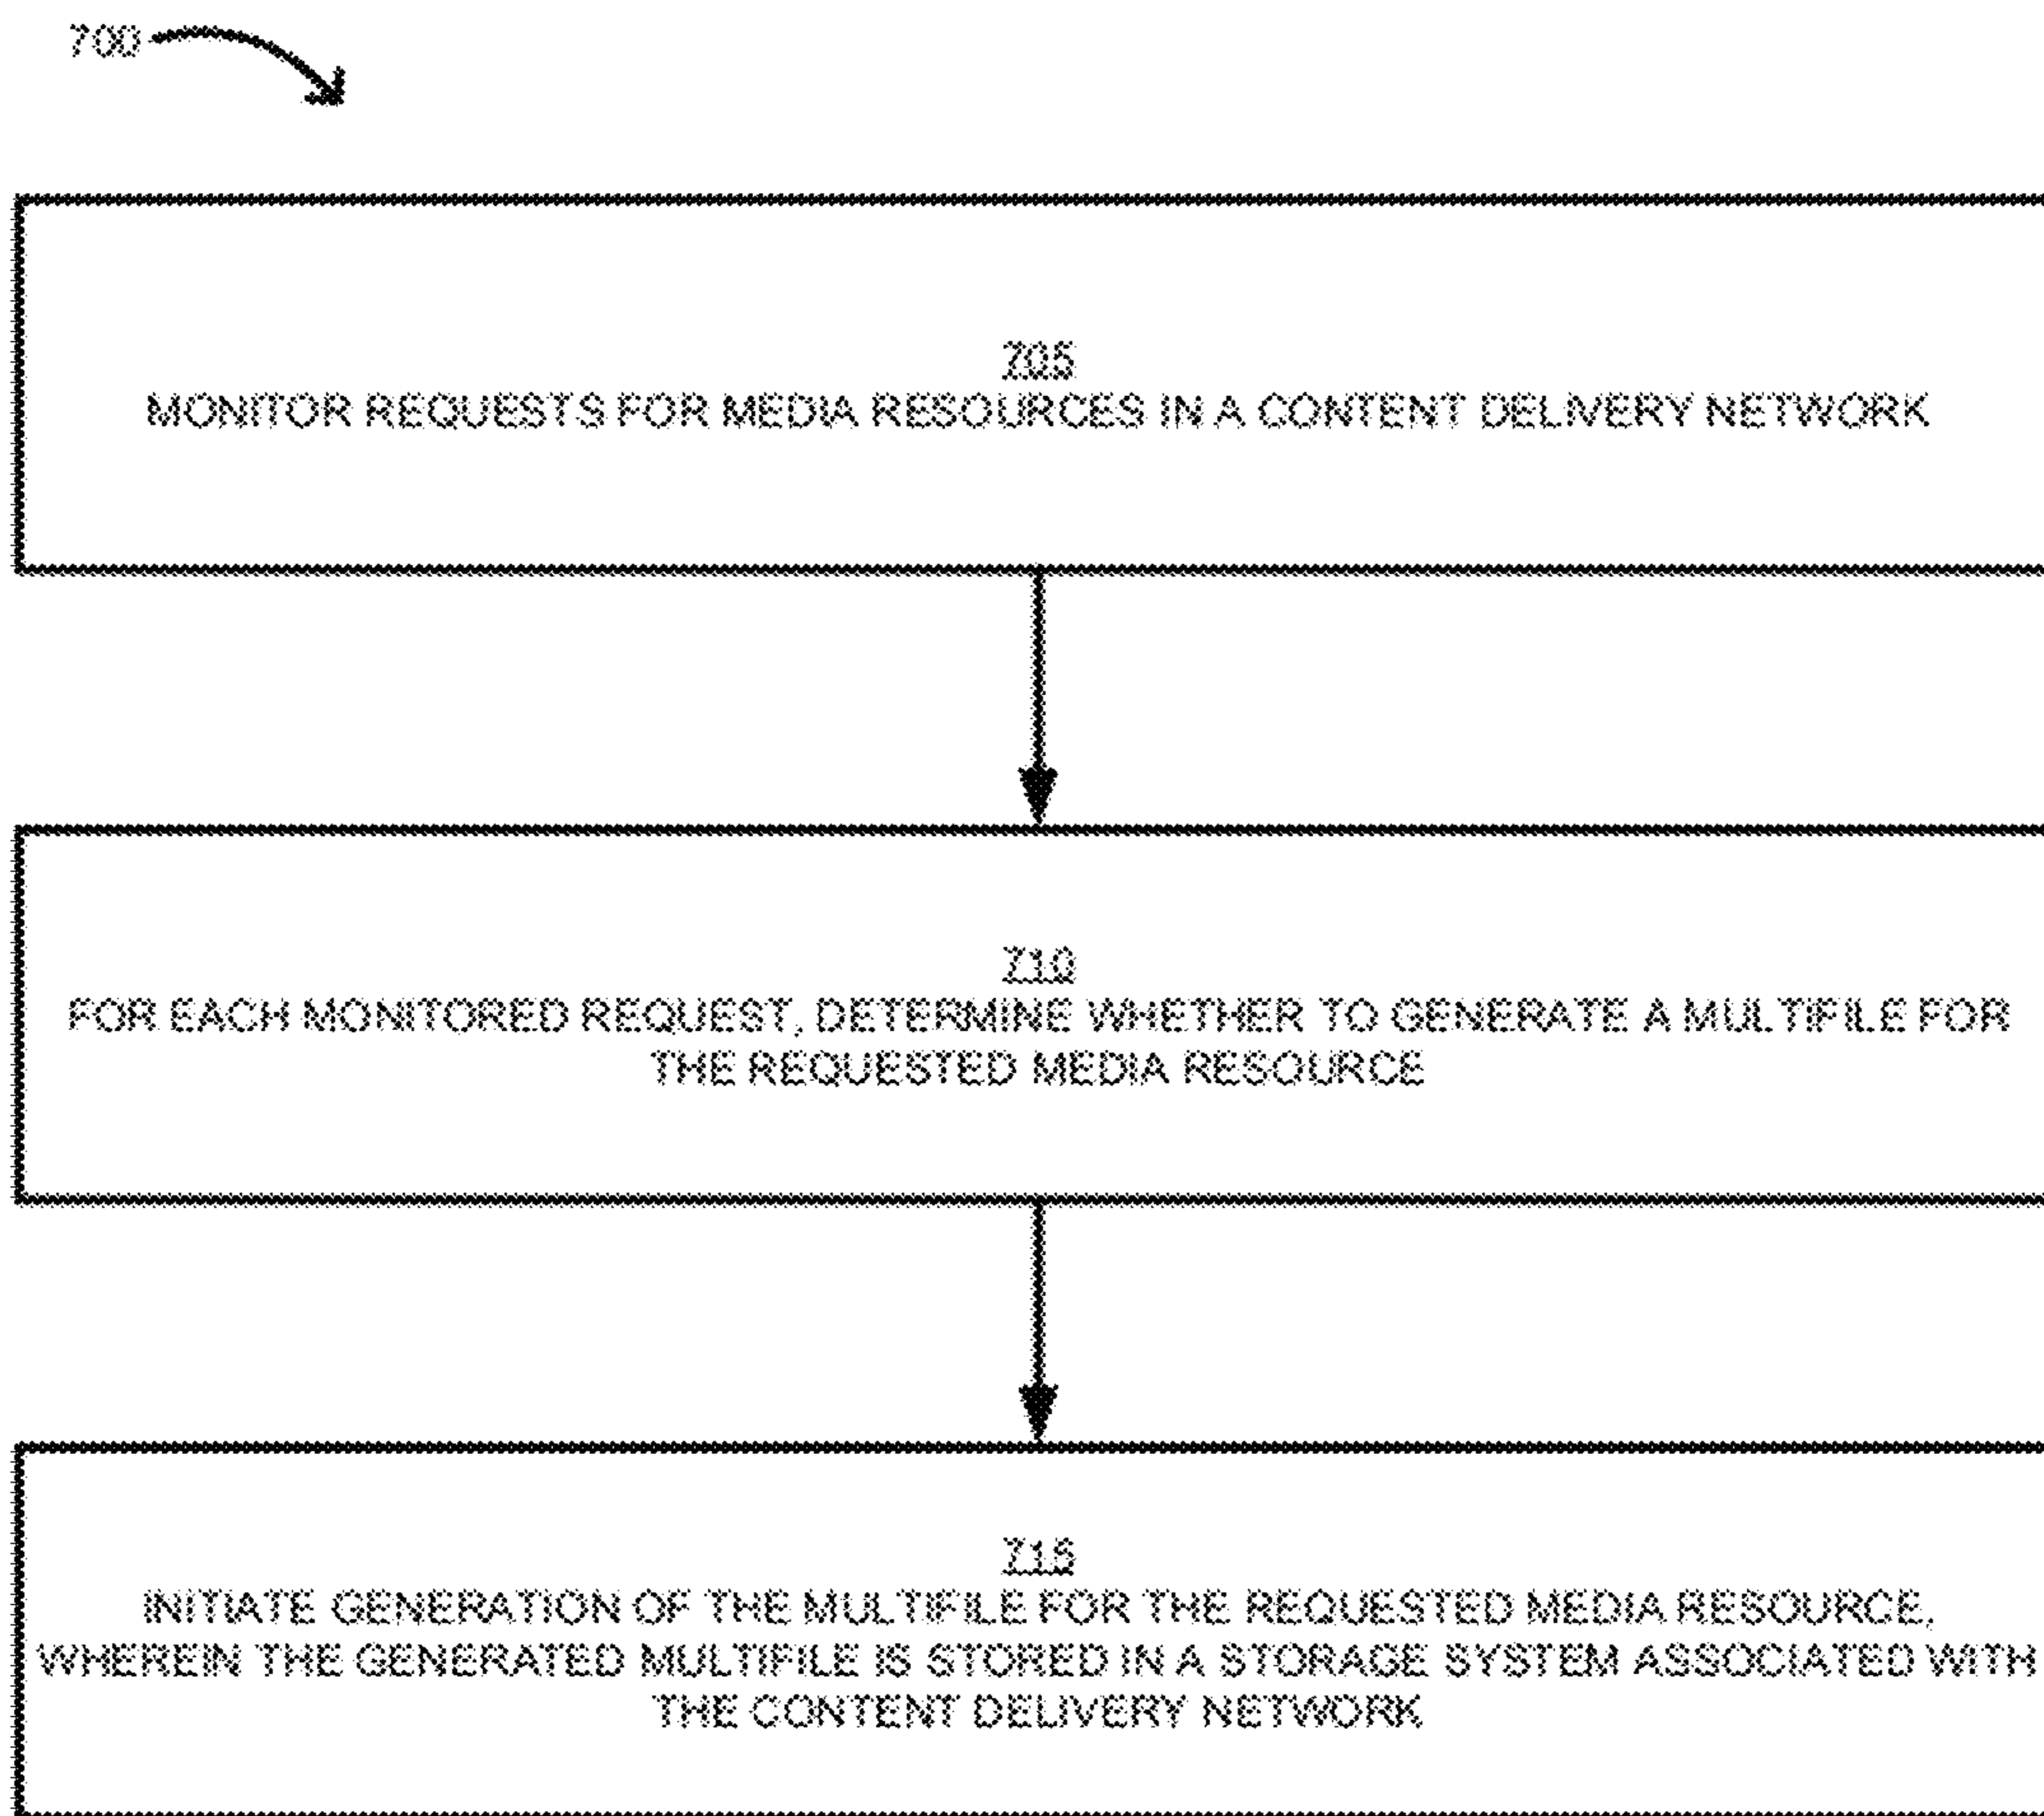 700
705
MONITOR REQUESTS FOR MEDIA RESOURCES IN A CONTENT DELIVERY NETWORK
710
FOR EACH MONITORED REQUEST, DETERMINE WHETHER TO GENERATE A MULTIFILE FOR
THE REQUESTED MEDIA RESOURCE
715
INITIATE GENERATION OF THE MULTIFILE FOR THE REQUESTED MEDIA RESOURCE,
WHEREIN THE GENERATED MULTIFILE IS STORED IN A STORAGE SYSTEM ASSOCIATED WITH
THE CONTENT DELIVERY NETWORK